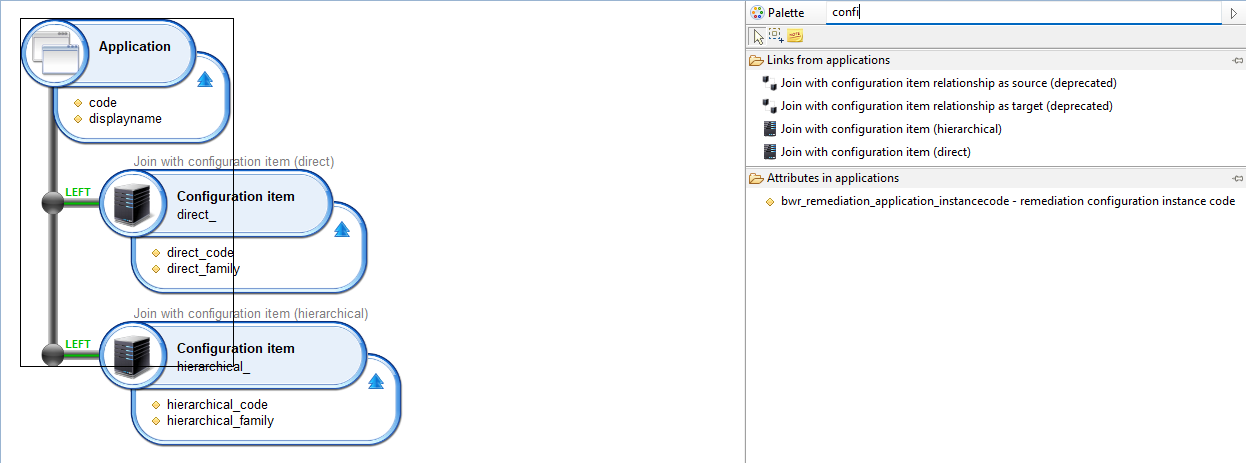 Application
code
displayname
Join with configuration item (direct)
LEFT
Configuration item
direct_
direct_code
direct_family
Join with configuration item (hierarchical)
LEFT
Configuration item
hierarchical_
hierarchical_code
hierarchical_family
Palette
confi
Links from applications
Join with configuration item relationship as source (deprecated)
Join with configuration item relationship as target (deprecated)
Join with configuration item (hierarchical)
Join with configuration item (direct)
Attributes in applications
bwr_remediation_application_instancecode - remediation configuration instance code